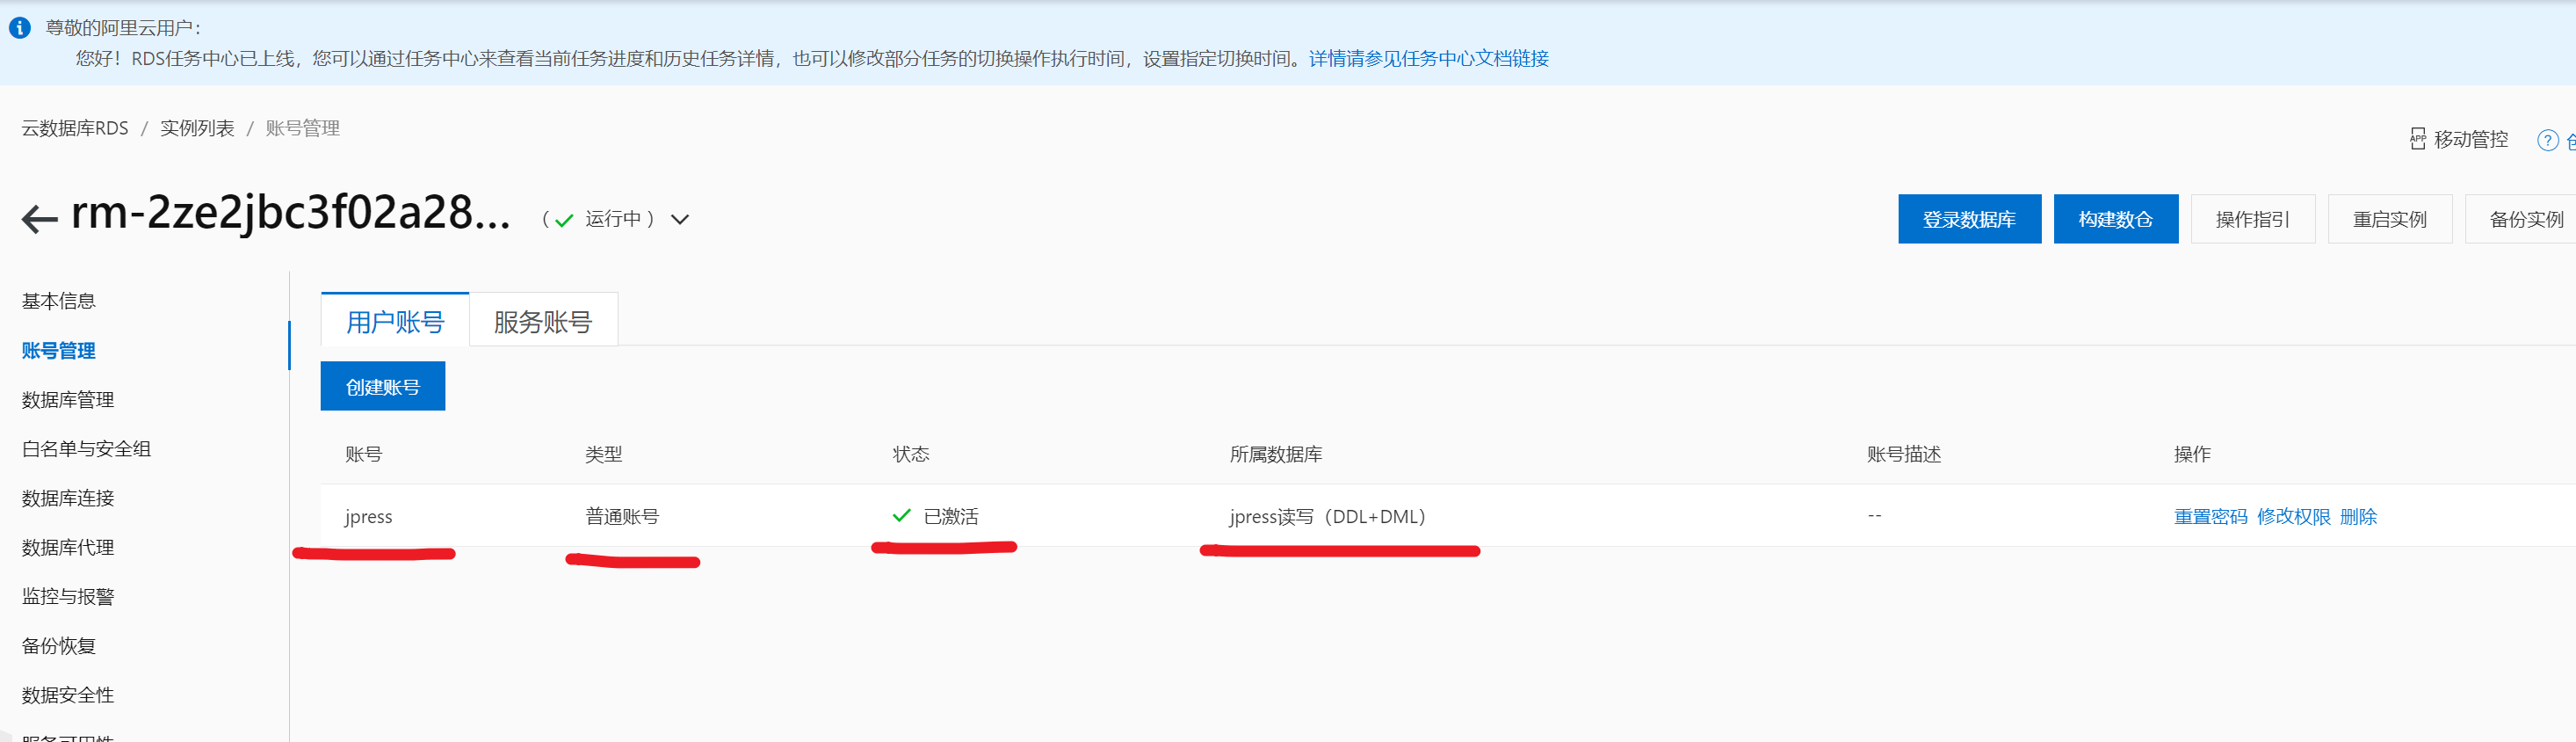 尊敬的阿里云用户：
您好！RDS任务中心已上线，您可以通过任务中心来查看当前任务进度和历史任务详情，也可以修改部分任务的切换操作执行时间，设置指定切换时间。详情请参见任务中心文档链接
云数据库RDS / 实例列表 / 账号管理
APP 移动管控 ?
rm-2ze2jbc3f02a28... （ 运行中 ）
登录数据库 构建数仓 操作指引 重启实例 备份实例
基本信息
账号管理
数据库管理
白名单与安全组
数据库连接
数据库代理
监控与报警
备份恢复
数据安全性
用户账号 服务账号
创建账号
账号 类型 状态 所属数据库 账号描述 操作
jpress 普通账号 已激活 jpress读写（DDL+DML） -- 重置密码 修改权限 删除